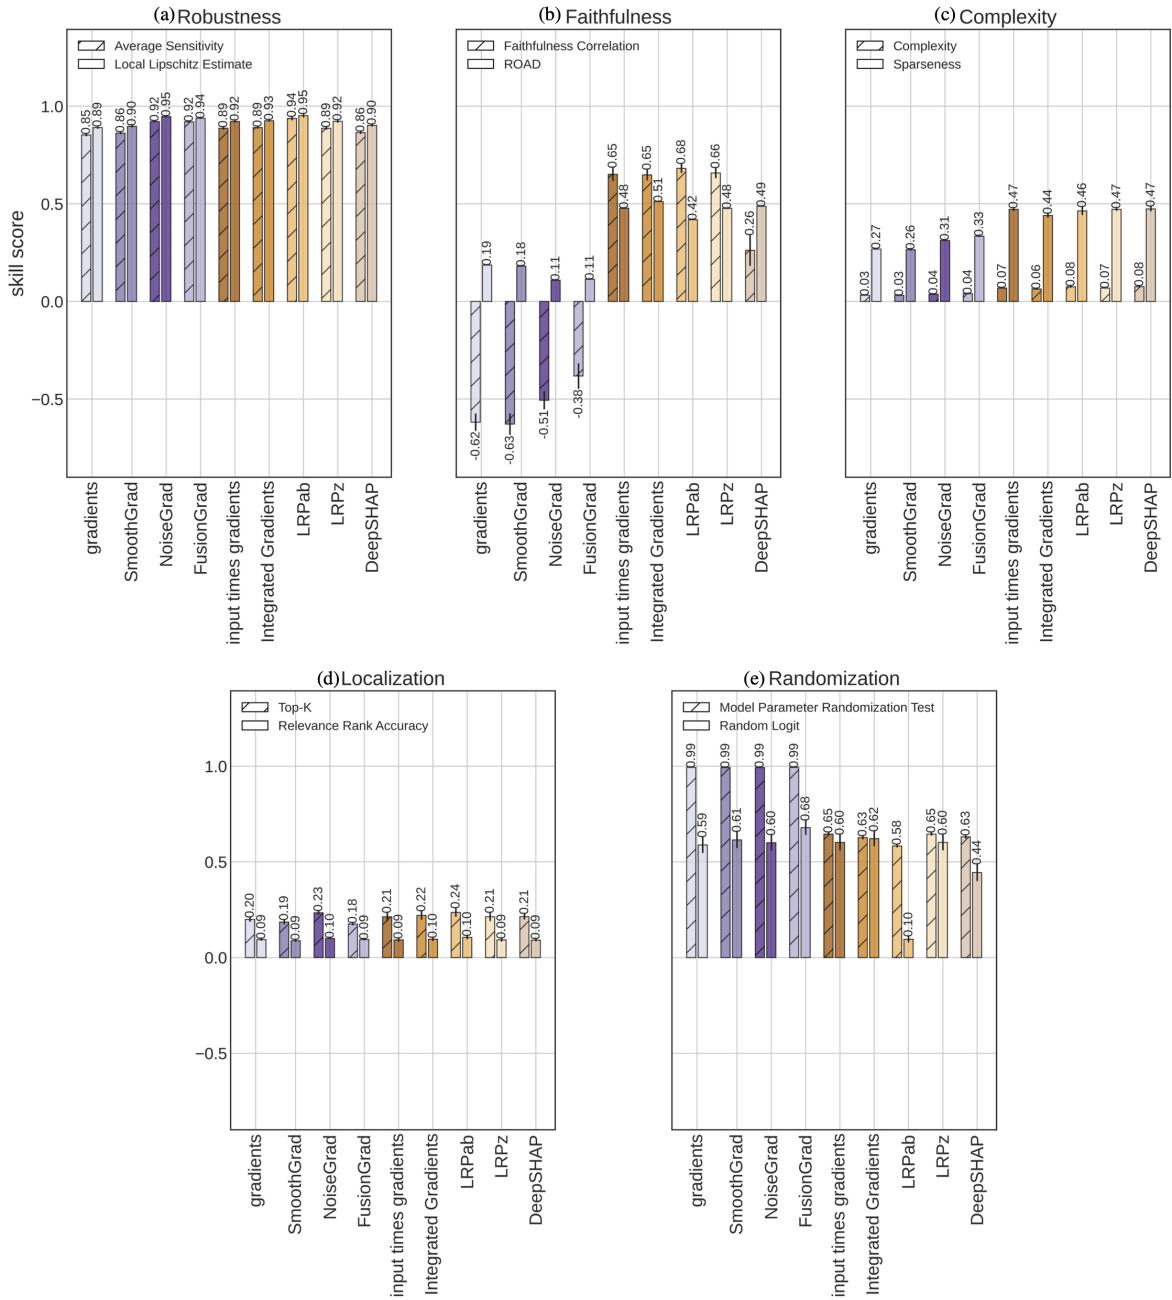 (a) Robustness
Average Sensitivity
Local Lipschitz Estimate
skill score
1.0
0.5
0.0
−0.5
0.85
0.89
0.86
0.90
0.92
0.95
0.92
0.94
0.89
0.92
0.89
0.93
0.94
0.95
0.89
0.92
0.86
0.90
gradients
SmoothGrad
NoiseGrad
FusionGrad
input times gradients
Integrated Gradients
LRPab
LRPz
DeepSHAP
(b) Faithfulness
Faithfulness Correlation
ROAD
-0.62
0.19
-0.63
0.18
-0.51
0.11
-0.38
0.11
0.65
0.48
0.65
0.51
0.68
0.42
0.66
0.48
0.26
0.49
gradients
SmoothGrad
NoiseGrad
FusionGrad
input times gradients
Integrated Gradients
LRPab
LRPz
DeepSHAP
(c) Complexity
Complexity
Sparseness
0.03
0.27
0.03
0.26
0.04
0.31
0.04
0.33
0.07
0.47
0.06
0.44
0.08
0.46
0.07
0.47
0.08
0.47
gradients
SmoothGrad
NoiseGrad
FusionGrad
input times gradients
Integrated Gradients
LRPab
LRPz
DeepSHAP
(d) Localization
Top-K
Relevance Rank Accuracy
1.0
0.5
0.0
−0.5
0.20
0.09
0.19
0.09
0.23
0.10
0.18
0.09
0.21
0.09
0.22
0.10
0.24
0.10
0.21
0.09
0.21
0.09
gradients
SmoothGrad
NoiseGrad
FusionGrad
input times gradients
Integrated Gradients
LRPab
LRPz
DeepSHAP
(e) Randomization
Model Parameter Randomization Test
Random Logit
0.99
0.59
0.99
0.61
0.99
0.60
0.99
0.68
0.65
0.60
0.63
0.62
0.58
0.10
0.65
0.60
0.63
0.44
gradients
SmoothGrad
NoiseGrad
FusionGrad
input times gradients
Integrated Gradients
LRPab
LRPz
DeepSHAP